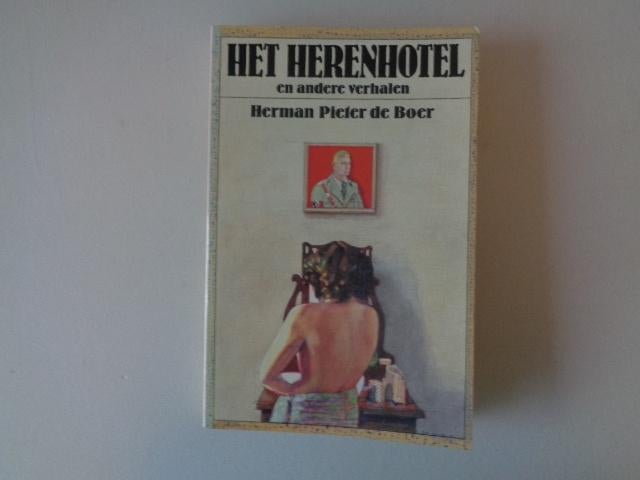 HET HERENHOTEL
en andere verhalen
Herman Pieter de Boer